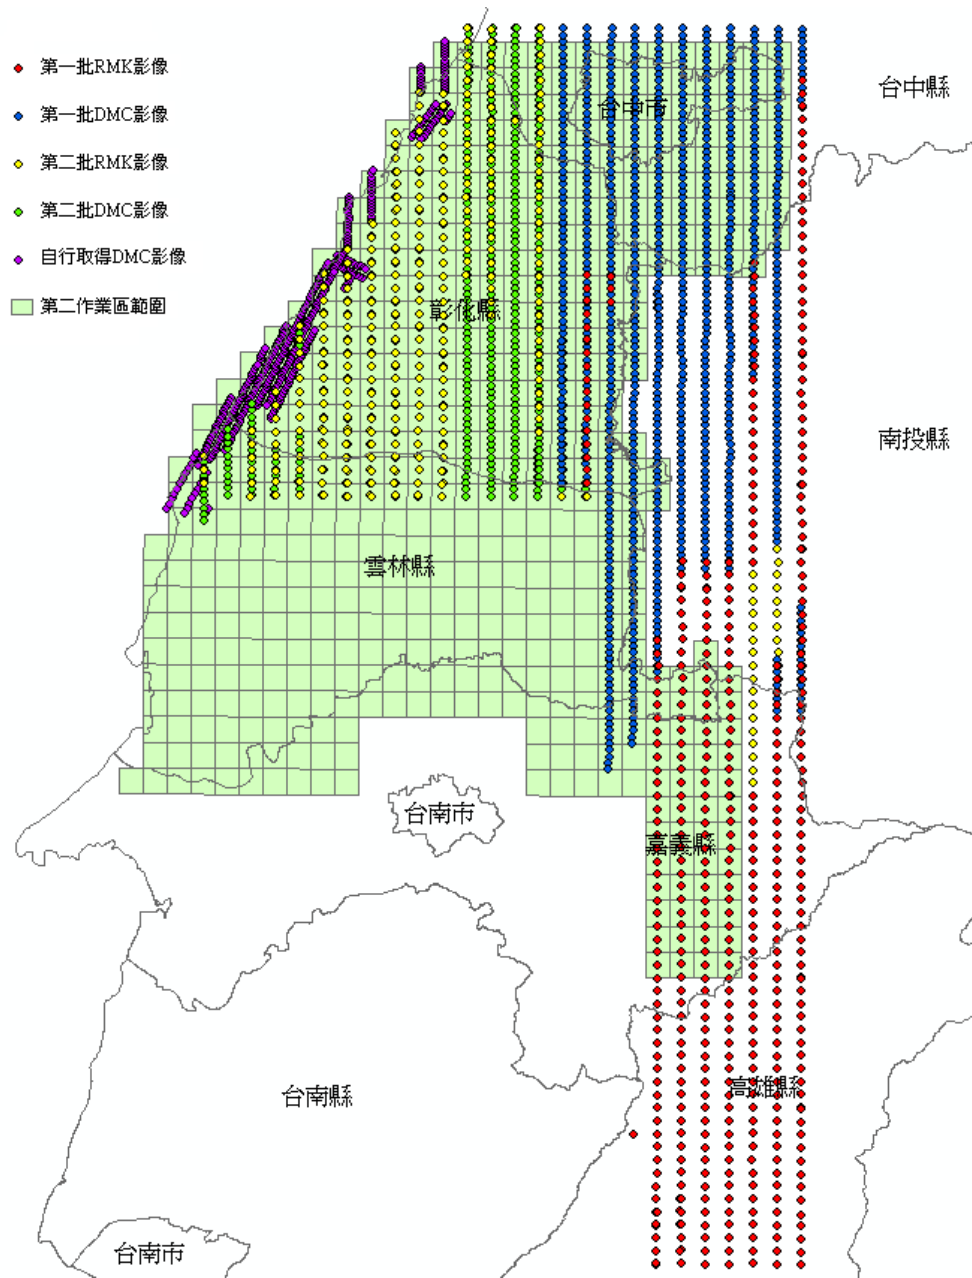 第一批RMK影像
第一批DMC影像
第二批RMK影像
第二批DMC影像
自行取得DMC影像
第二作業區範圍
台中縣
台中市
彰化縣
南投縣
雲林縣
台南市
嘉義縣
高雄縣
台南縣
台南市